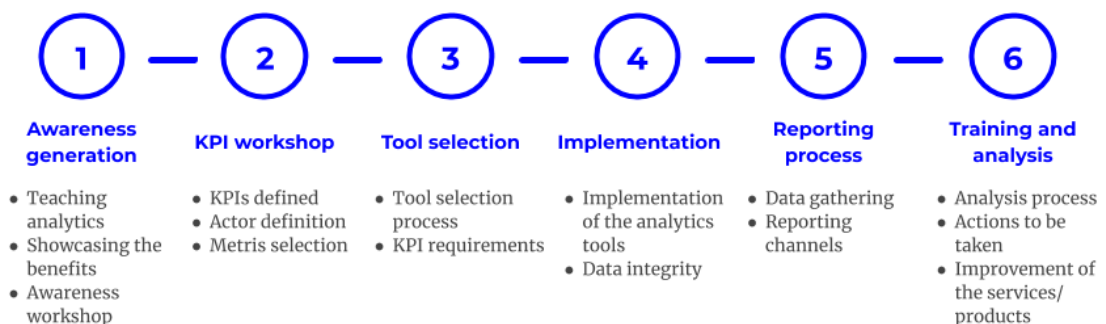 1
2
3
4
5
6
Awareness
generation
KPI workshop
Tool selection
Implementation
Reporting
process
Training and
analysis
● Teaching
analytics
● Showcasing the
benefits
● Awareness
workshop
● KPIs defined
● Actor definition
● Metris selection
● Tool selection
process
● KPI requirements
● Implementation
of the analytics
tools
● Data integrity
● Data gathering
● Reporting
channels
● Analysis process
● Actions to be
taken
● Improvement of
the services/
products